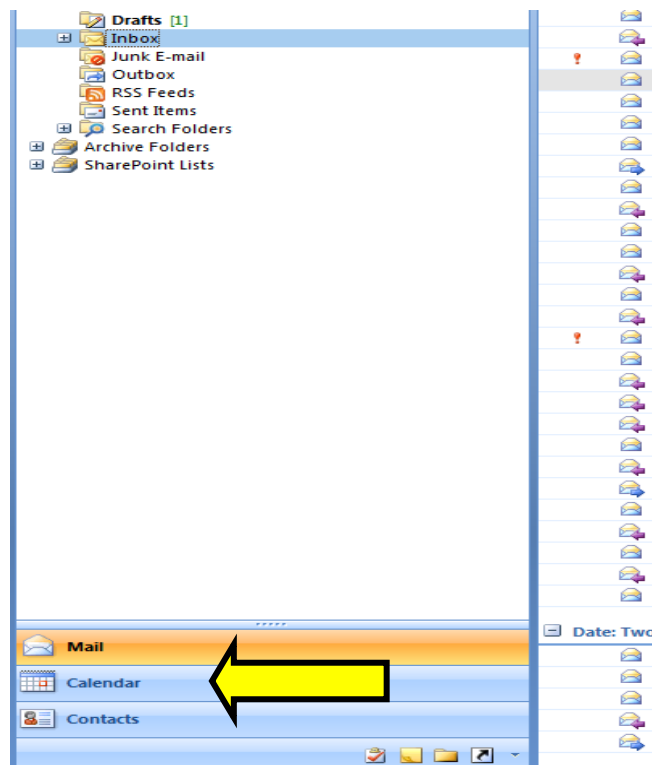 Drafts [1]
Inbox
Junk E-mail
Outbox
RSS Feeds
Sent Items
Search Folders
Archive Folders
SharePoint Lists
Date: Two
Mail
Calendar
Contacts